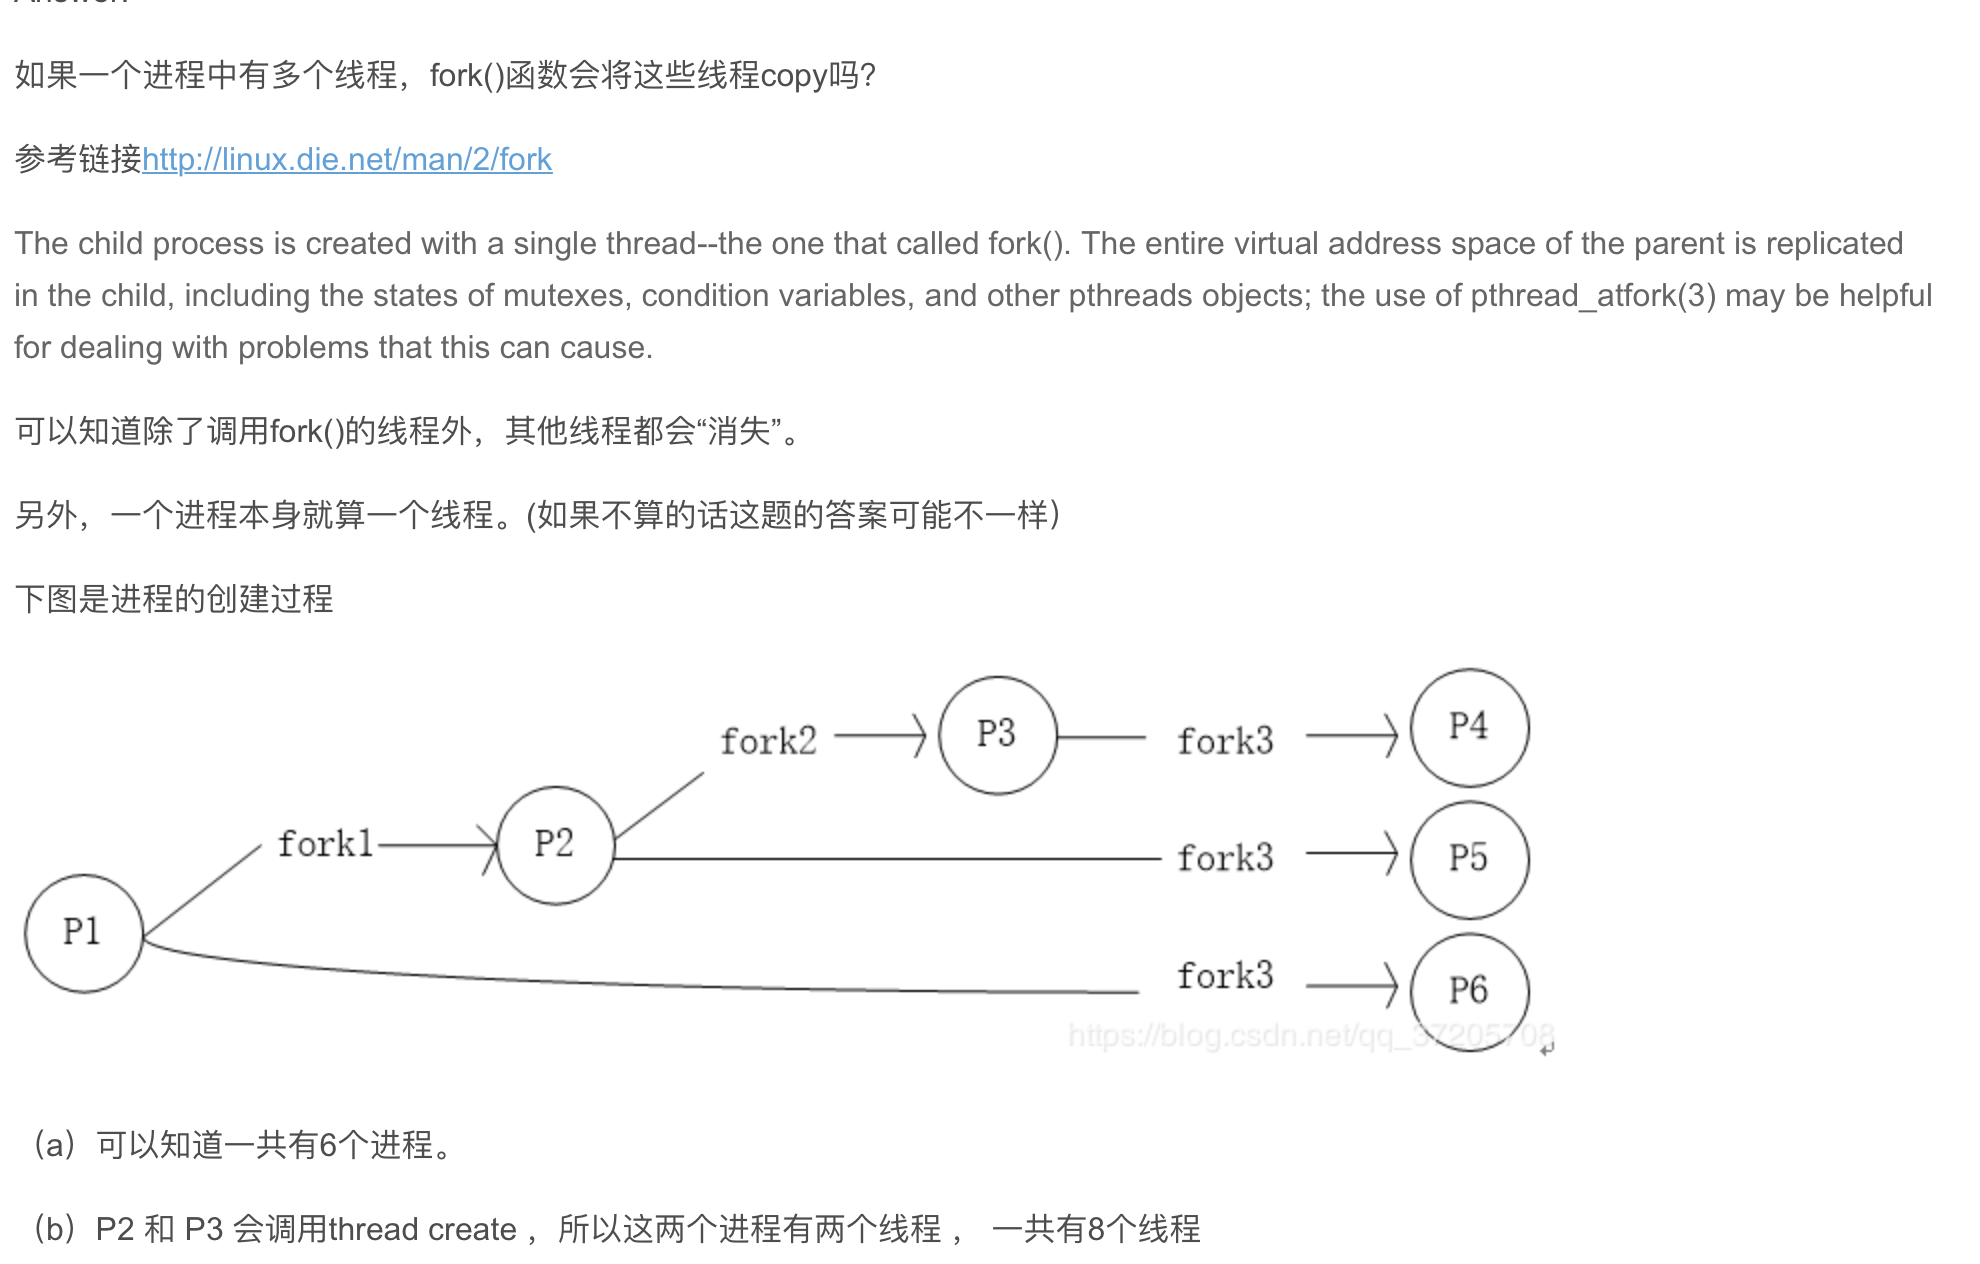 如果一个进程中有多个线程，fork()函数会将这些线程copy吗？
参考链接http://linux.die.net/man/2/fork
The child process is created with a single thread--the one that called fork(). The entire virtual address space of the parent is replicated
in the child, including the states of mutexes, condition variables, and other pthreads objects; the use of pthread_atfork(3) may be helpful
for dealing with problems that this can cause.
可以知道除了调用fork()的线程外，其他线程都会“消失”。
另外，一个进程本身就算一个线程。(如果不算的话这题的答案可能不一样）
下图是进程的创建过程
fork2 P3 fork3 P4
fork1 P2 fork3 P5
P1 fork3 P6
https://blog.csdn.net/qq_37205708
（a）可以知道一共有6个进程。
（b）P2 和 P3 会调用thread create ，所以这两个进程有两个线程 ， 一共有8个线程